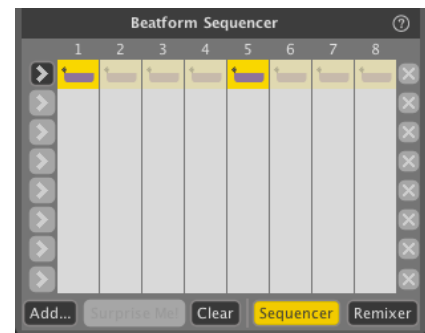 Beatform Sequencer ?
1 2 3 4 5 6 7 8
Add... Surprise Me! Clear Sequencer Remixer